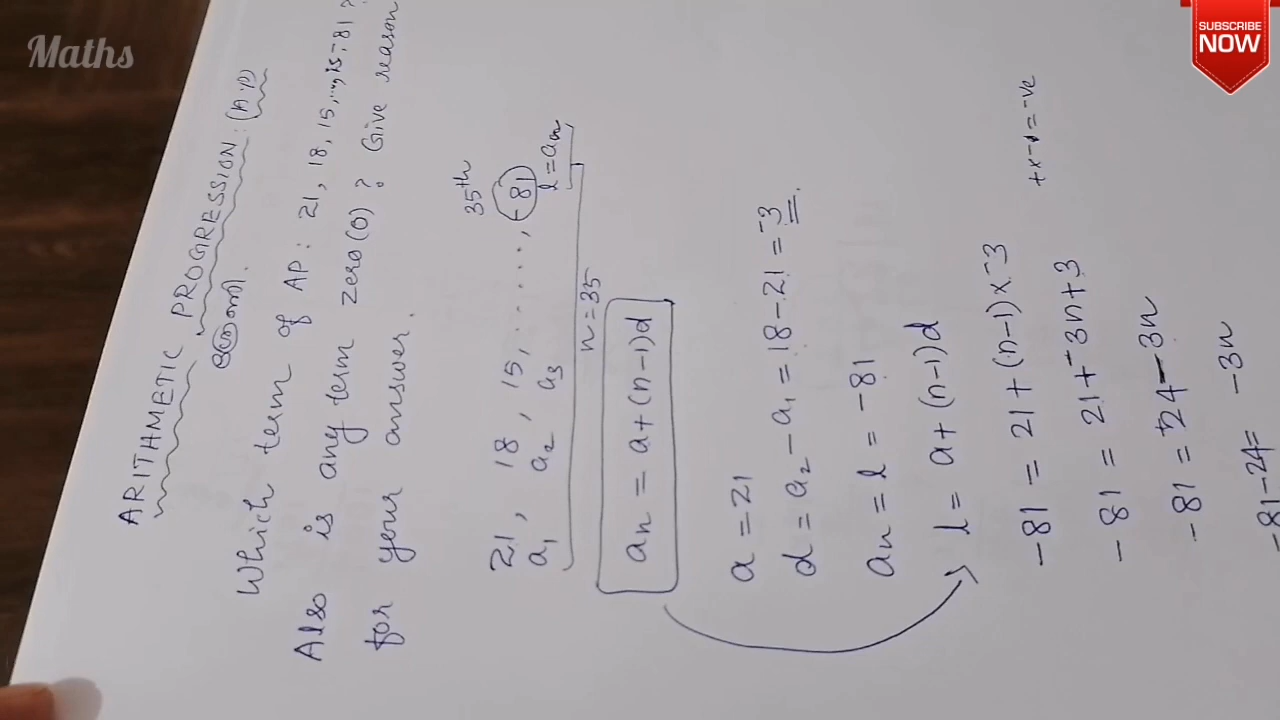 Maths
SUBSCRIBE
NOW
ARITHMETIC PROGRESSION: (A.P)
Which term of AP: 21, 18, 15,..., is -81?
Also is any term zero(0)? Give reason
for your answer.
35th
21, 18, 15, ......, -81
a₁ a₂ a₃ l = aₙ
n = 35
aₙ = a+(n-1)d
a = 21
d = a₂ - a₁ = 18 - 21 = -3.
aₙ = l = -81
l = a + (n-1)d
-81 = 21 + (n-1) x -3
+x - = -ve
-81 = 21 + -3n + 3
-81 = 24 - 3n
-81 - 24 = -3n